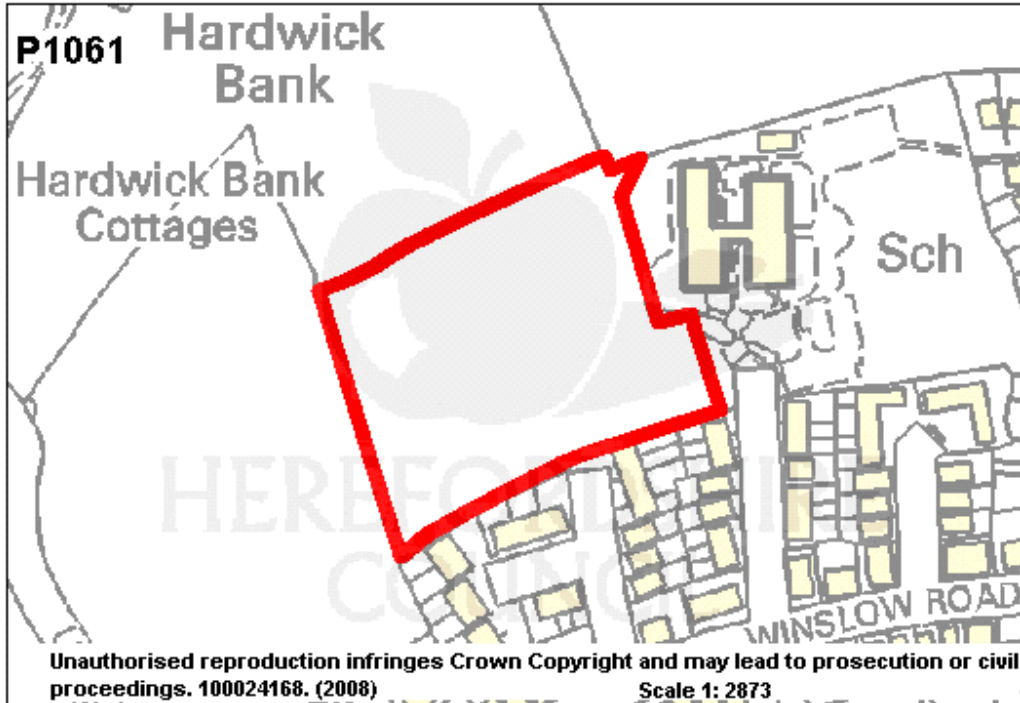 P1061
Hardwick
Bank
Hardwick Bank
Cottages
Sch
HEREFORDSHIRE
COUNCIL
WINSLOW ROAD
Unauthorised reproduction infringes Crown Copyright and may lead to prosecution or civil
proceedings. 100024168. (2008)
Scale 1: 2873